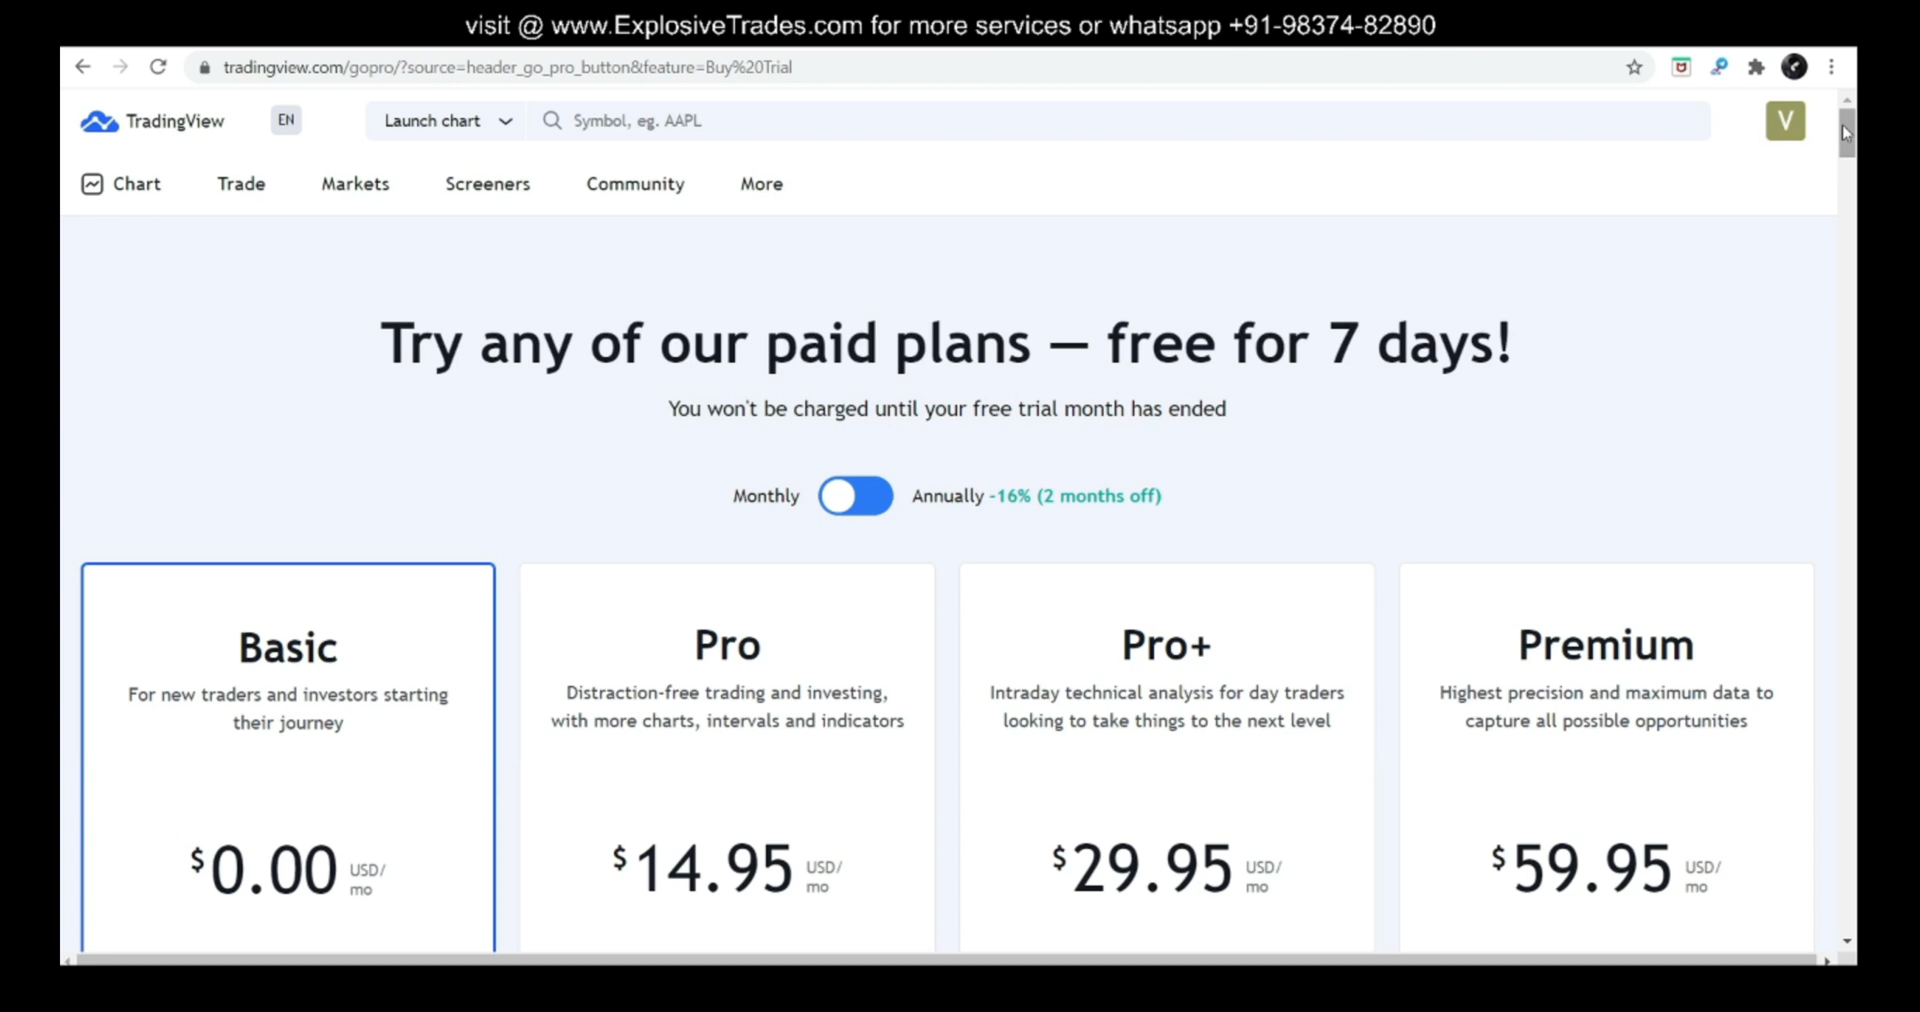 visit @ www.ExplosiveTrades.com for more services or whatsapp +91-98374-82890
tradingview.com/gopro/?source=header_go_pro_button&feature=Buy%20Trial
TradingView EN Launch chart Symbol, eg. AAPL V
Chart Trade Markets Screeners Community More
Try any of our paid plans — free for 7 days!
You won't be charged until your free trial month has ended
Monthly Annually -16% (2 months off)
Basic
For new traders and investors starting
their journey
$0.00 USD/
mo
Pro
Distraction-free trading and investing,
with more charts, intervals and indicators
$14.95 USD/
mo
Pro+
Intraday technical analysis for day traders
looking to take things to the next level
$29.95 USD/
mo
Premium
Highest precision and maximum data to
capture all possible opportunities
$59.95 USD/
mo